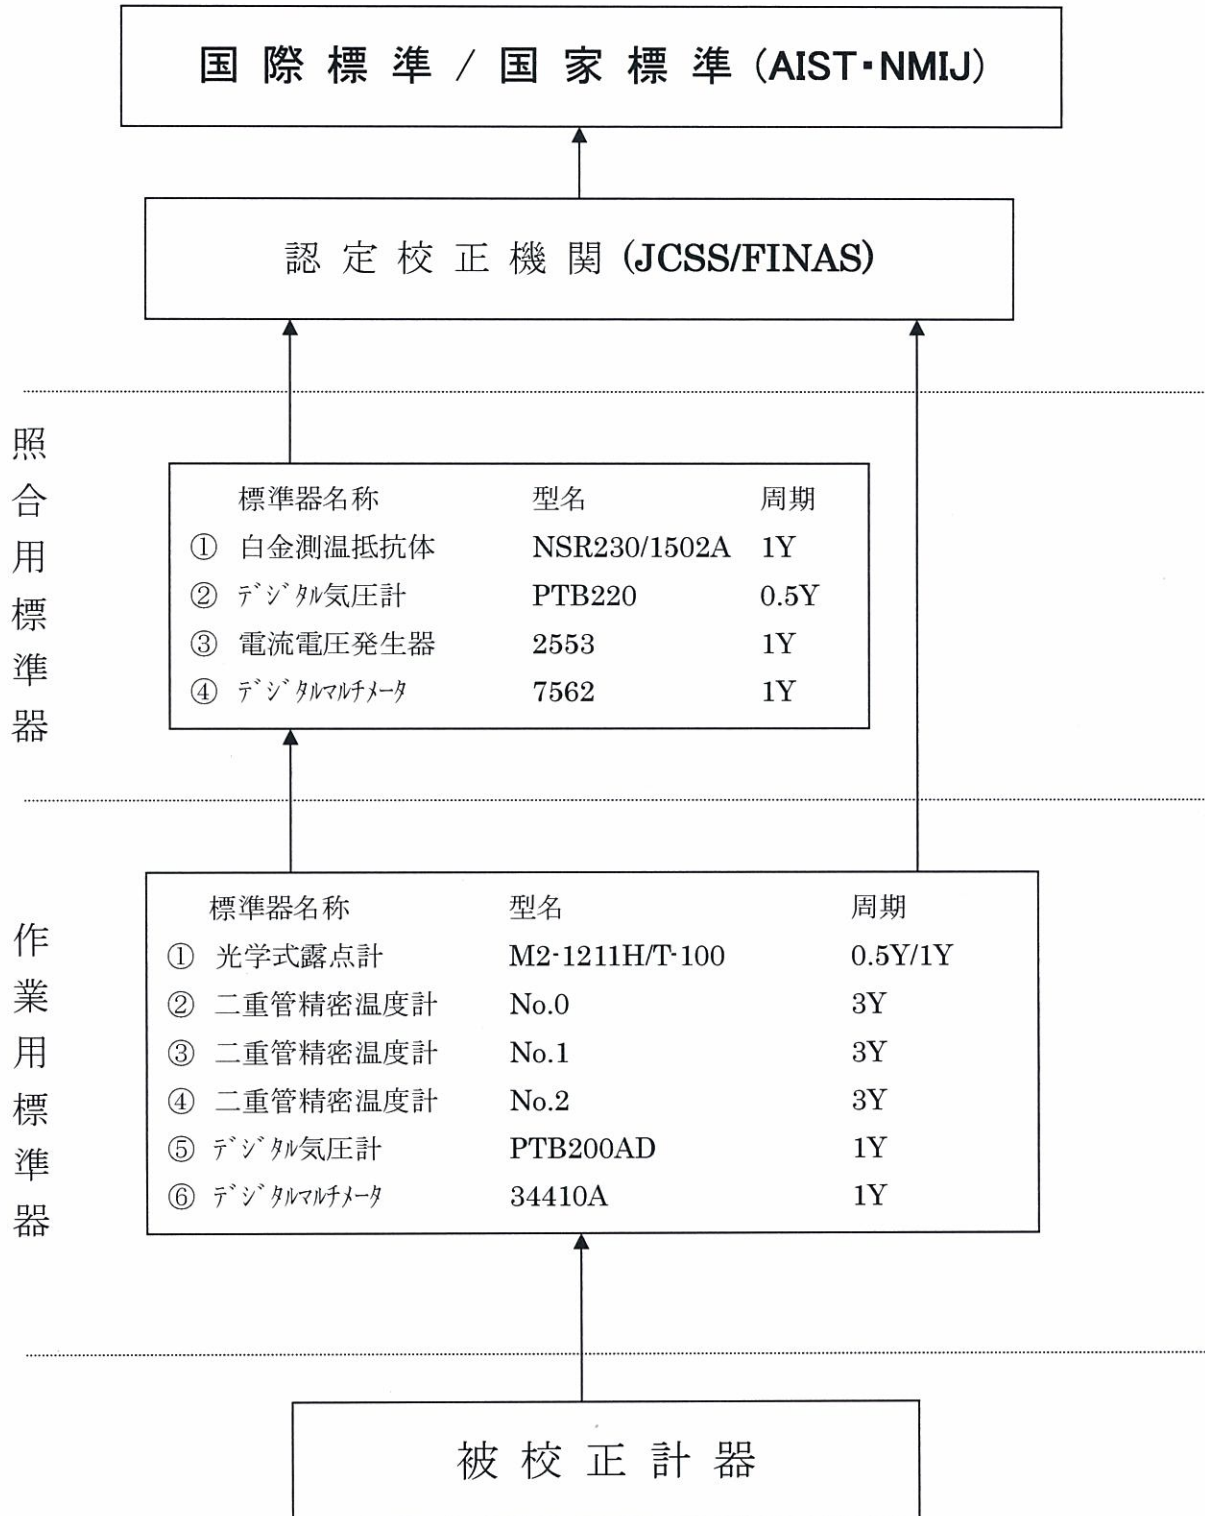 国際標準/国家標準(AIST・NMIJ)
認定校正機関(JCSS/FINAS)
照合用標準器
標準器名称 型名 周期
① 白金測温抵抗体 NSR230/1502A 1Y
② ﾃﾞｼﾞﾀﾙ気圧計 PTB220 0.5Y
③ 電流電圧発生器 2553 1Y
④ ﾃﾞｼﾞﾀﾙﾏﾙﾁﾒｰﾀ 7562 1Y
作業用標準器
標準器名称 型名 周期
① 光学式露点計 M2-1211H/T-100 0.5Y/1Y
② 二重管精密温度計 No.0 3Y
③ 二重管精密温度計 No.1 3Y
④ 二重管精密温度計 No.2 3Y
⑤ ﾃﾞｼﾞﾀﾙ気圧計 PTB200AD 1Y
⑥ ﾃﾞｼﾞﾀﾙﾏﾙﾁﾒｰﾀ 34410A 1Y
被校正計器